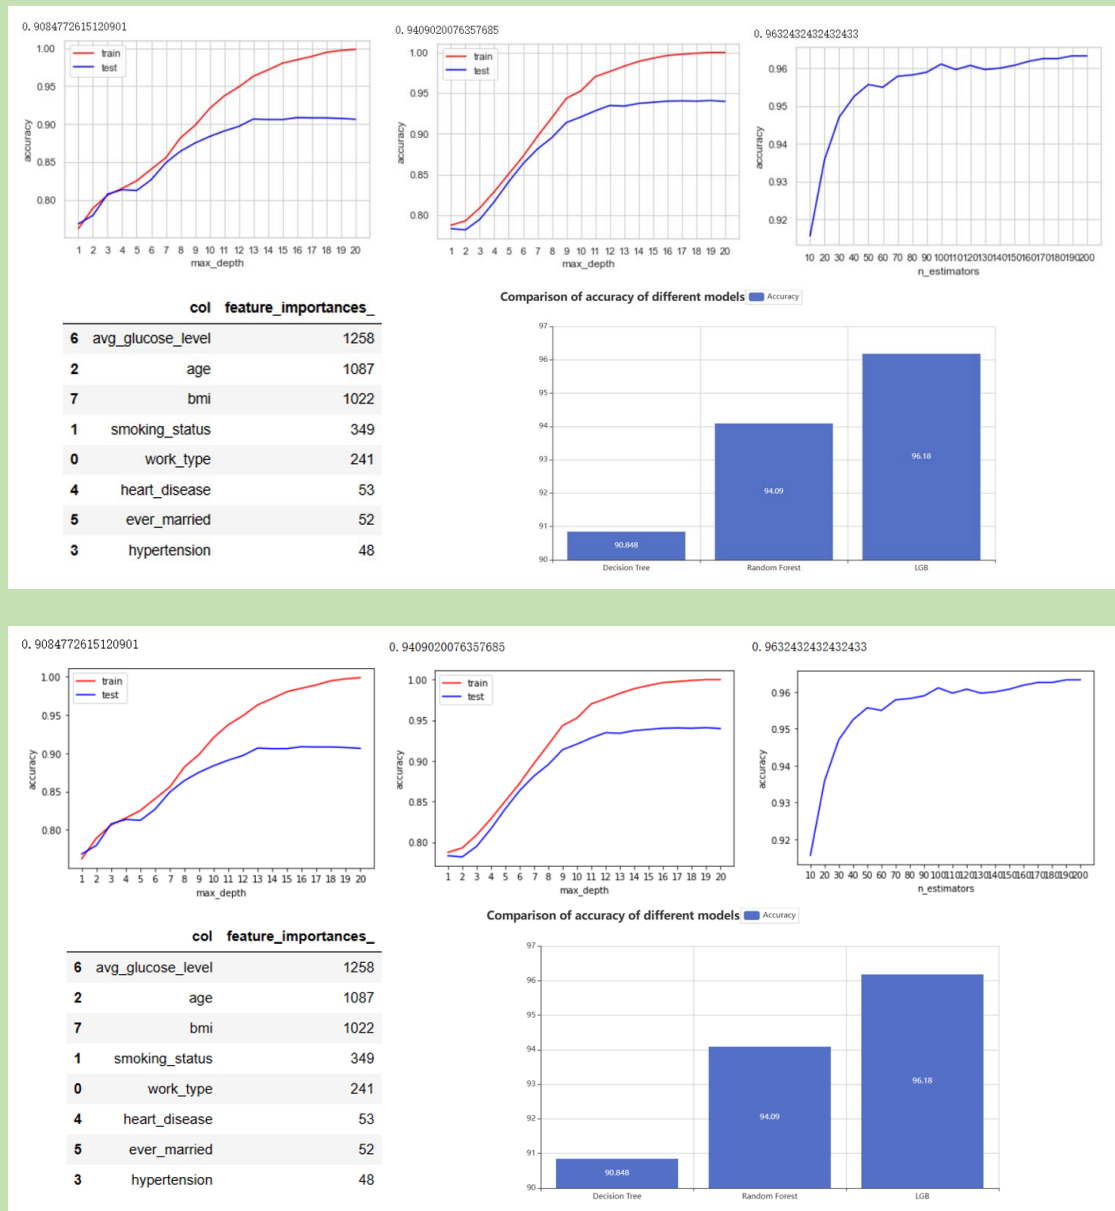 0.9084772615120901
train
test
1.00
0.95
0.90
0.85
0.80
accuracy
1 2 3 4 5 6 7 8 9 10 11 12 13 14 15 16 17 18 19 20
max_depth
0.9409020076357685
train
test
1.00
0.95
0.90
0.85
0.80
accuracy
1 2 3 4 5 6 7 8 9 10 11 12 13 14 15 16 17 18 19 20
max_depth
0.9632432432432433
0.96
0.95
0.94
0.93
0.92
accuracy
10 20 30 40 50 60 70 80 90 100110120130140150160170180190200
n_estimators
col feature_importances_
6 avg_glucose_level 1258
2 age 1087
7 bmi 1022
1 smoking_status 349
0 work_type 241
4 heart_disease 53
5 ever_married 52
3 hypertension 48
Comparison of accuracy of different models Accuracy
97
96
95
94
93
92
91
90
90.848
94.09
96.18
Decision Tree Random Forest LGB
0.9084772615120901
train
test
1.00
0.95
0.90
0.85
0.80
accuracy
1 2 3 4 5 6 7 8 9 10 11 12 13 14 15 16 17 18 19 20
max_depth
0.9409020076357685
train
test
1.00
0.95
0.90
0.85
0.80
accuracy
1 2 3 4 5 6 7 8 9 10 11 12 13 14 15 16 17 18 19 20
max_depth
0.9632432432432433
0.96
0.95
0.94
0.93
0.92
accuracy
10 20 30 40 50 60 70 80 90 100110120130140150160170180190200
n_estimators
col feature_importances_
6 avg_glucose_level 1258
2 age 1087
7 bmi 1022
1 smoking_status 349
0 work_type 241
4 heart_disease 53
5 ever_married 52
3 hypertension 48
Comparison of accuracy of different models Accuracy
97
96
95
94
93
92
91
90
90.848
94.09
96.18
Decision Tree Random Forest LGB